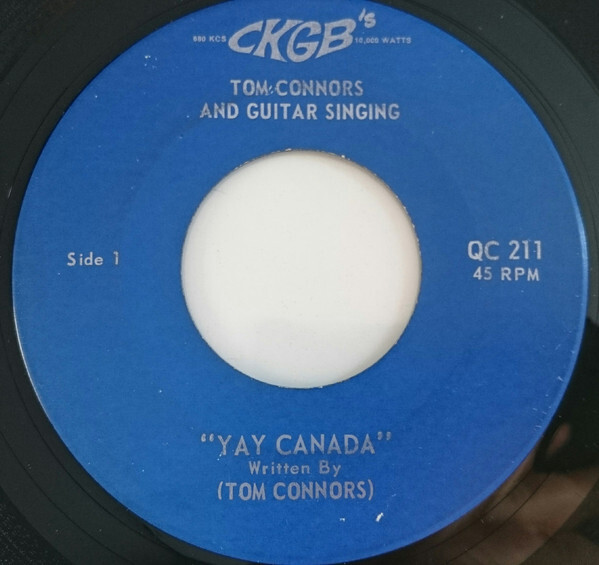 680 KCS CKGB's 10,000 WATTS
TOM CONNORS
AND GUITAR SINGING
Side 1
QC 211
45 RPM
"YAY CANADA"
Written By
(TOM CONNORS)